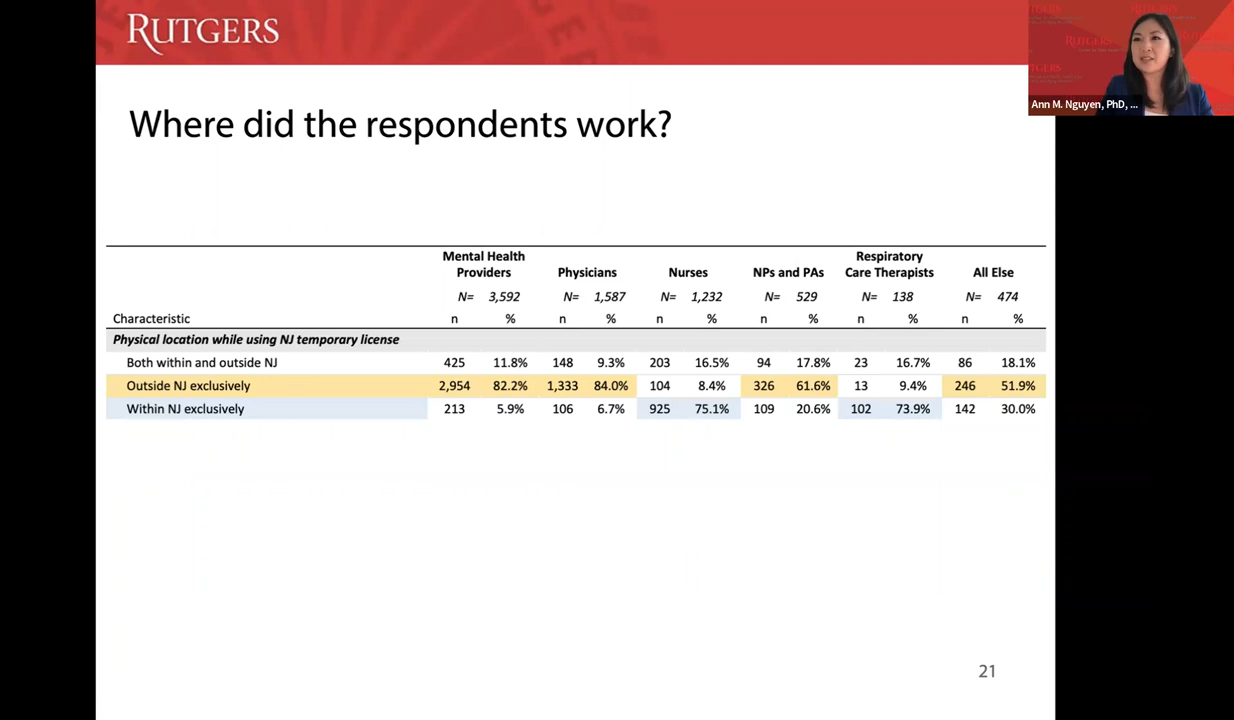 RUTGERS
Ann M. Nguyen, PhD, ...
Where did the respondents work?
Mental Health Providers Physicians Nurses NPs and PAs Respiratory Care Therapists All Else
N= 3,592 N= 1,587 N= 1,232 N= 529 N= 138 N= 474
Characteristic n % n % n % n % n % n %
Physical location while using NJ temporary license
Both within and outside NJ 425 11.8% 148 9.3% 203 16.5% 94 17.8% 23 16.7% 86 18.1%
Outside NJ exclusively 2,954 82.2% 1,333 84.0% 104 8.4% 326 61.6% 13 9.4% 246 51.9%
Within NJ exclusively 213 5.9% 106 6.7% 925 75.1% 109 20.6% 102 73.9% 142 30.0%
21